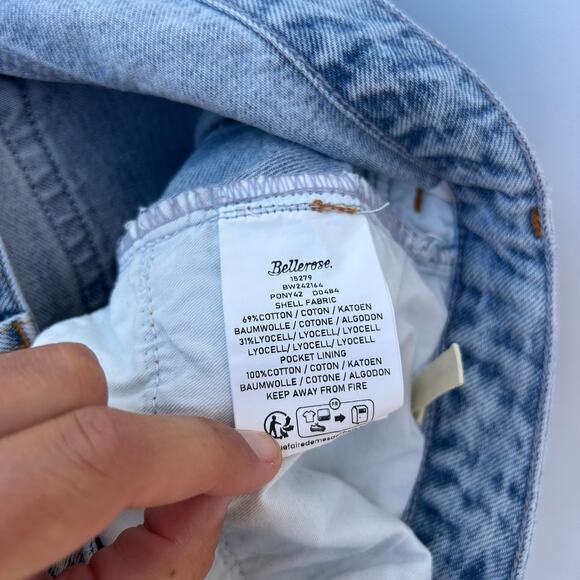 Bellerose.
15279
BW242164
PONY42 D0484
SHELL FABRIC
69%COTTON / COTON / KATOEN
BAUMWOLLE / COTONE / ALGODON
31%LYOCELL/ LYOCELL/ LYOCELL
LYOCELL/ LYOCELL/ LYOCELL
POCKET LINING
100%COTTON / COTON / KATOEN
BAUMWOLLE / COTONE / ALGODON
KEEP AWAY FROM FIRE
FR